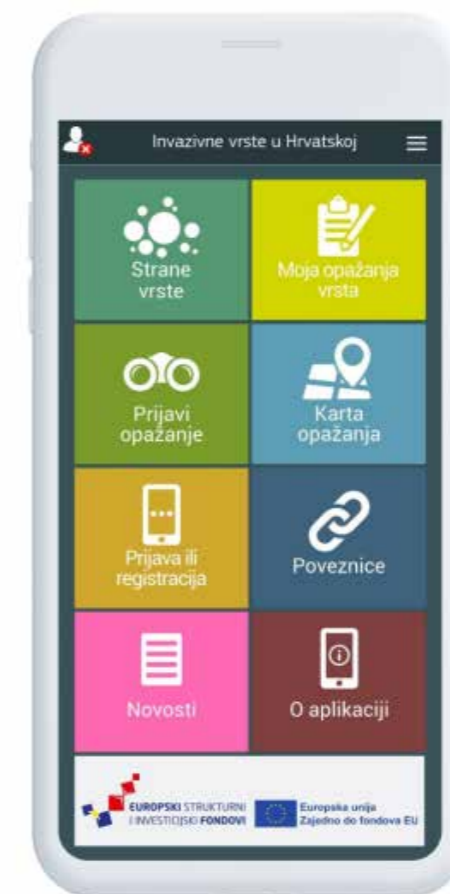 Invazivne vrste u Hrvatskoj
Strane
vrste
Moja opažanja
vrsta
Prijavi
opažanje
Karta
opažanja
Prijava ili
registracija
Poveznice
Novosti
O aplikaciji
EUROPSKI STRUKTURNI
I INVESTICIJSKI FONDOVI
Europska unija
Zajedno do fondova EU